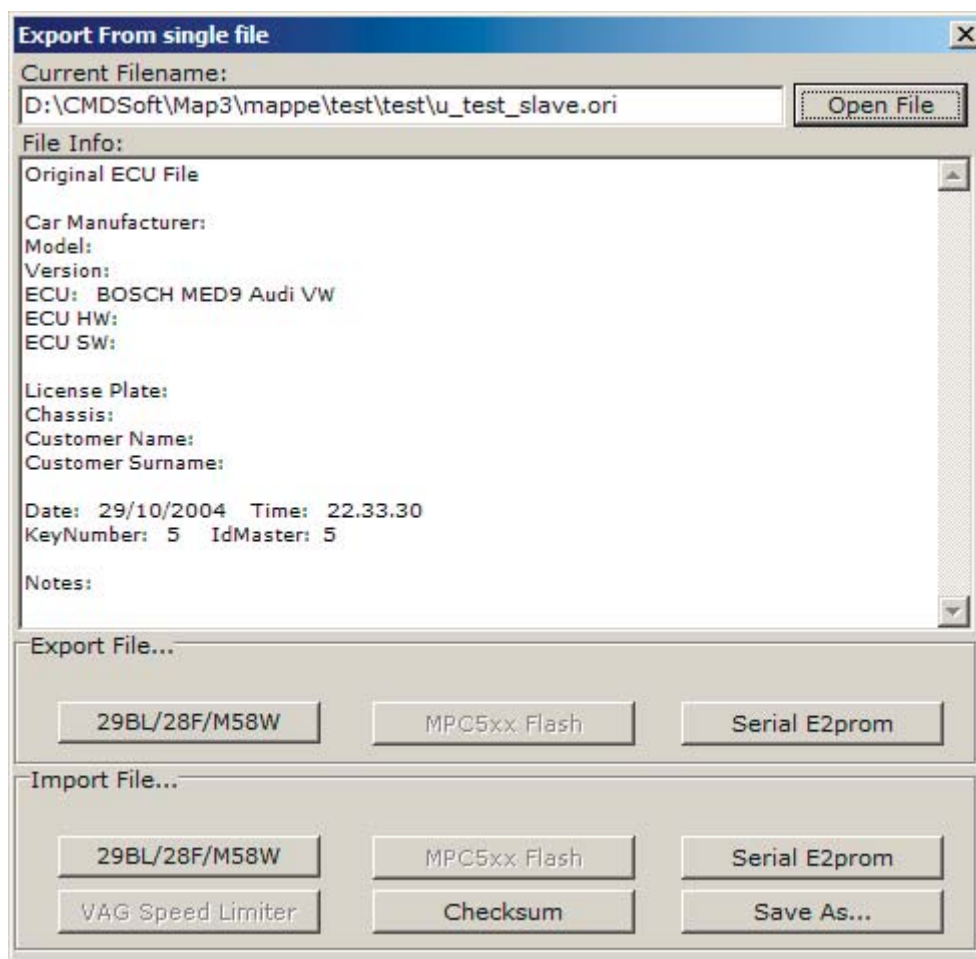 Export From single file
Current Filename:
D:\CMDSoft\Map3\mappe\test\test\u_test_slave.ori
Open File
File Info:
Original ECU File
Car Manufacturer:
Model:
Version:
ECU: BOSCH MED9 Audi VW
ECU HW:
ECU SW:
License Plate:
Chassis:
Customer Name:
Customer Surname:
Date: 29/10/2004 Time: 22.33.30
KeyNumber: 5 IdMaster: 5
Notes:
Export File...
29BL/28F/M58W MPC5xx Flash Serial E2prom
Import File...
29BL/28F/M58W MPC5xx Flash Serial E2prom
VAG Speed Limiter Checksum Save As...